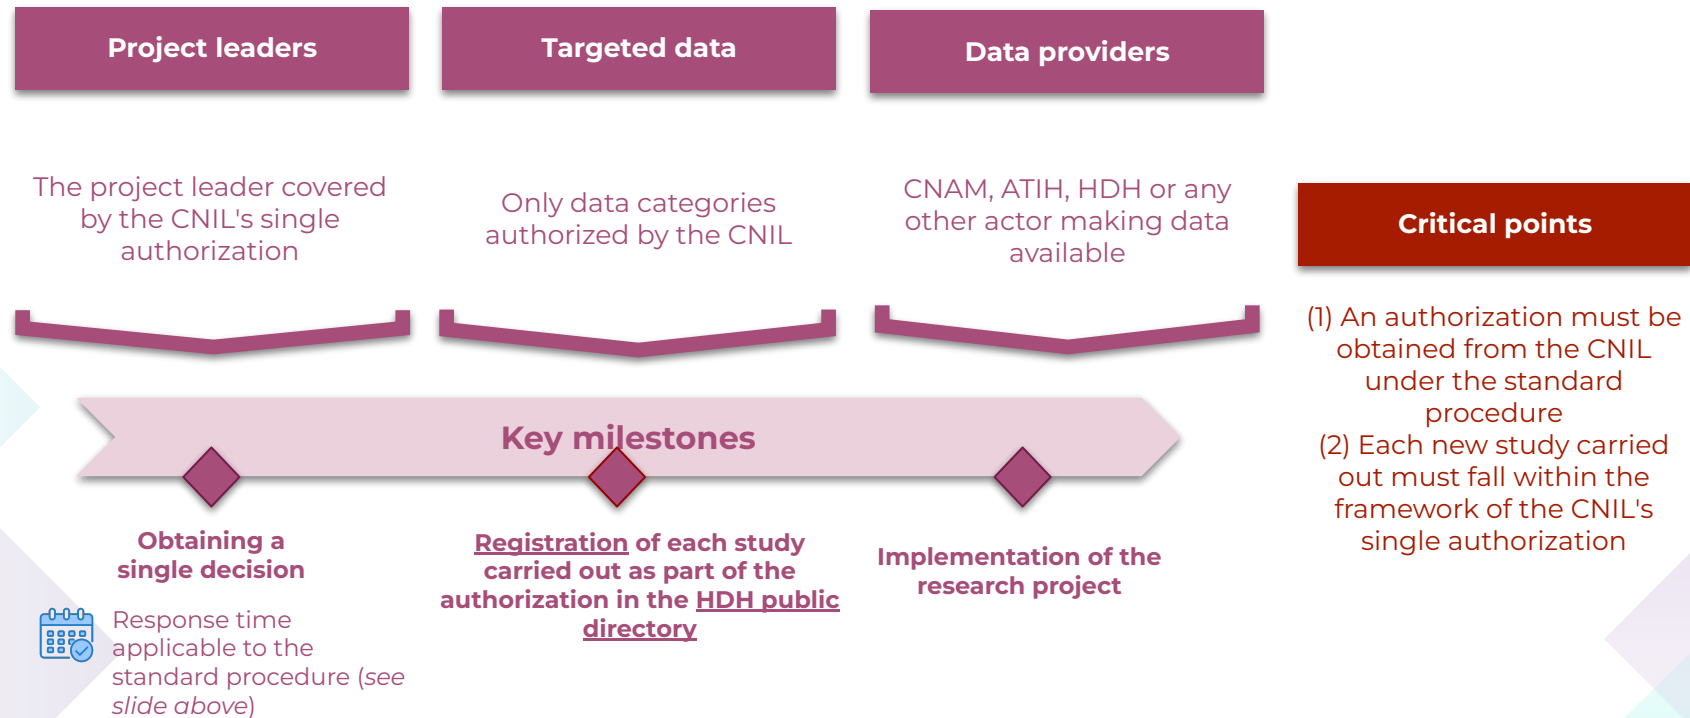 Project leaders
Targeted data
Data providers
The project leader covered
by the CNIL's single
authorization
Only data categories
authorized by the CNIL
CNAM, ATIH, HDH or any
other actor making data
available
Critical points
(1) An authorization must be
obtained from the CNIL
under the standard
procedure
(2) Each new study carried
out must fall within the
framework of the CNIL's
single authorization
Key milestones
Obtaining a
single decision
Response time
applicable to the
standard procedure (see
slide above)
Registration of each study
carried out as part of the
authorization in the HDH public
directory
Implementation of the
research project